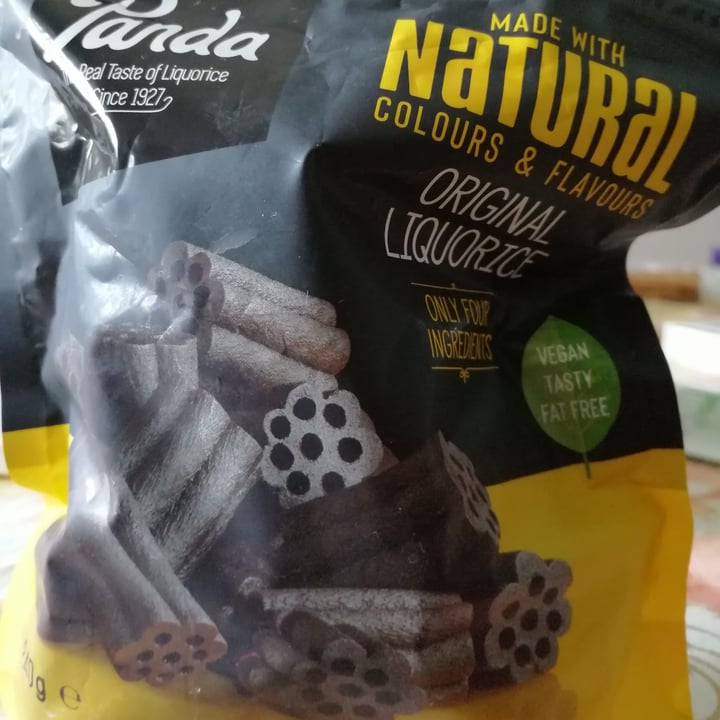 Panda
Real Taste of Liquorice
Since 1927
MADE WITH
NaTURaL
COLOURS & FLAVOURS
ORIGINAL
LIQUORICE
ONLY FOUR
INGREDIENTS
VEGAN
TASTY
FAT FREE